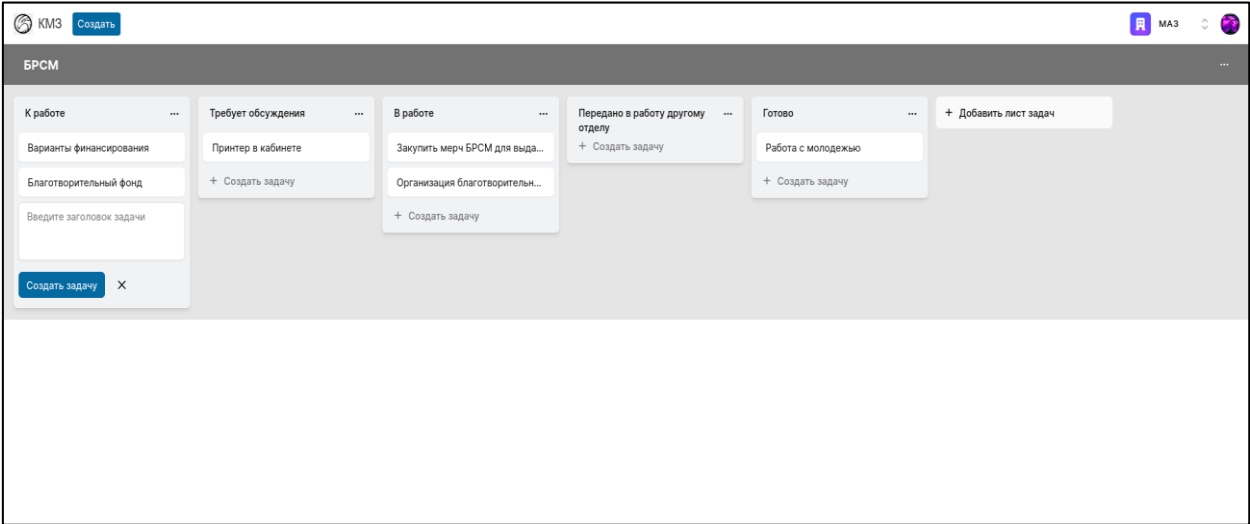 КМЗ Создать МАЗ
БРСМ
К работе
Варианты финансирования
Благотворительный фонд
Введите заголовок задачи
Создать задачу
Требует обсуждения
Принтер в кабинете
+ Создать задачу
В работе
Закупить мерч БРСМ для выда...
Организация благотворительн...
+ Создать задачу
Передано в работу другому
отделу
+ Создать задачу
Готово
Работа с молодежью
+ Создать задачу
+ Добавить лист задач